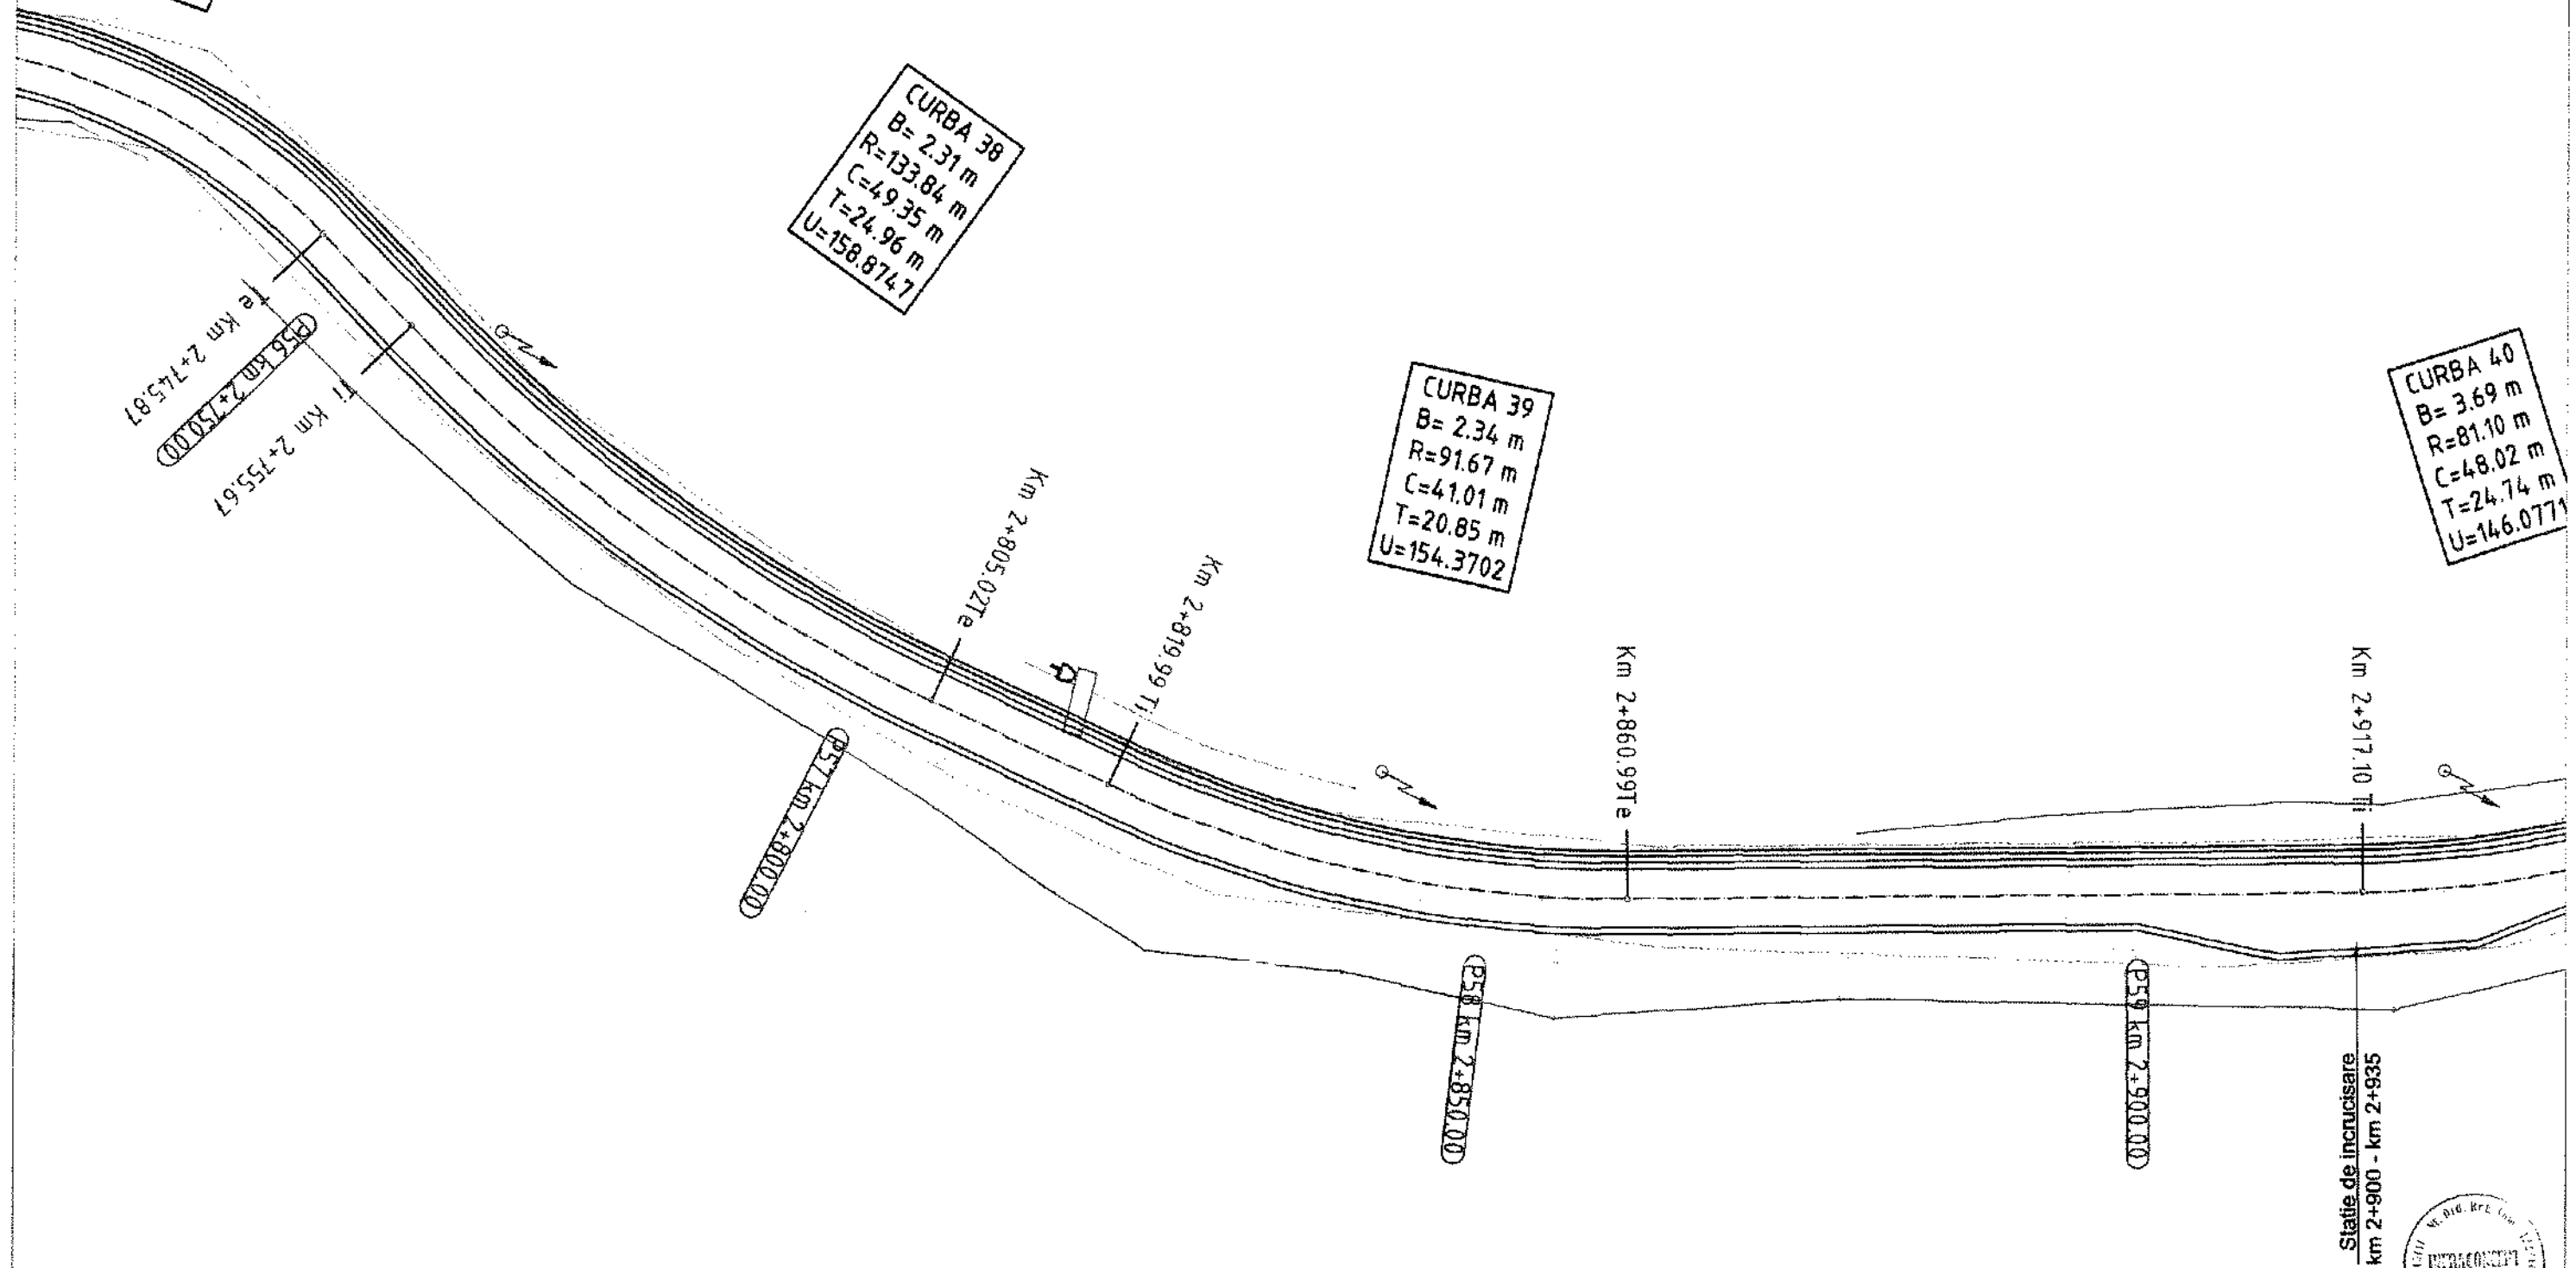 CURBA 38
B= 2.31 m
R=133.84 m
C=49.35 m
T=24.96 m
U=158.8747
CURBA 39
B= 2.34 m
R=91.67 m
C=41.01 m
T=20.85 m
U=154.3702
CURBA 40
B= 3.69 m
R=81.10 m
C=48.02 m
T=24.74 m
U=146.0771
Te Km 2+745.87
P56 km 2+750.00
Ti Km 2+755.67
Km 2+805.02Te
Km 2+819.99 Ti
Km 2+860.99Te
Km 2+917.10 Ti
P57 km 2+800.00
P58 km 2+850.00
P59 km 2+900.00
Statie de incrucisare
km 2+900 - km 2+935